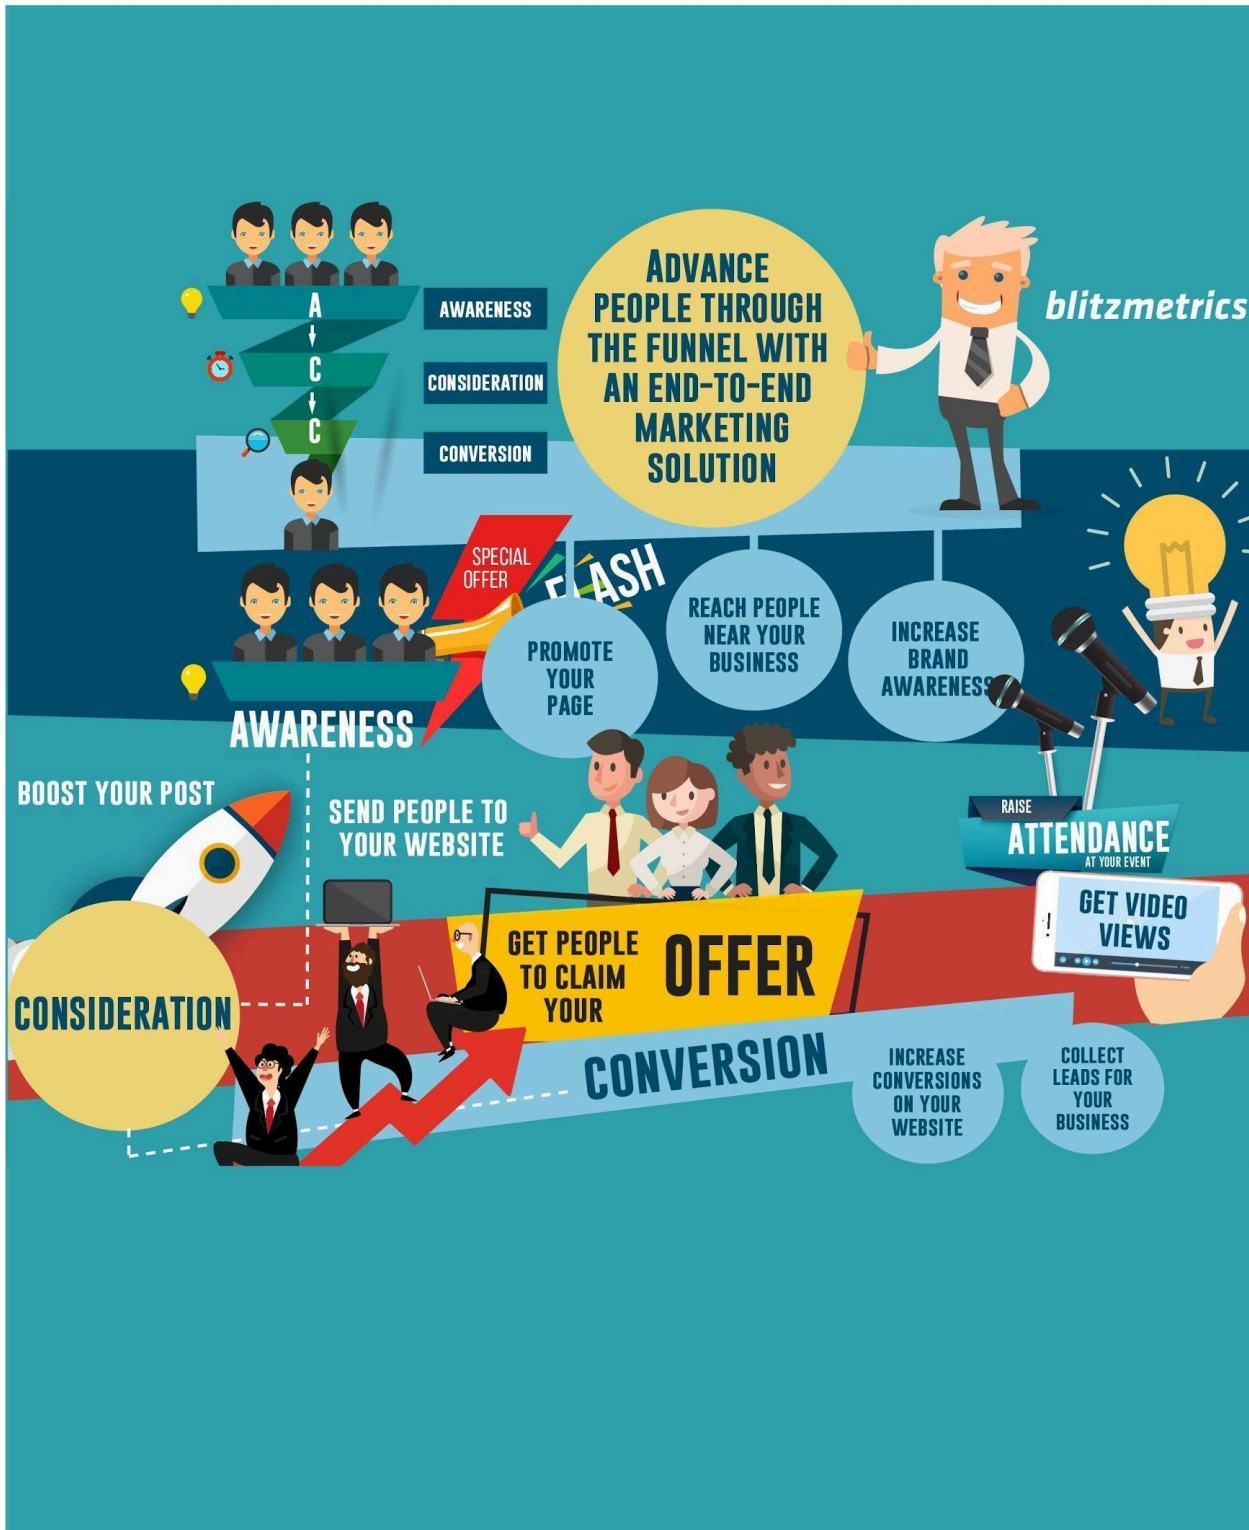 A
C
C
AWARENESS
CONSIDERATION
CONVERSION
ADVANCE
PEOPLE THROUGH
THE FUNNEL WITH
AN END-TO-END
MARKETING
SOLUTION
blitzmetrics
SPECIAL
OFFER
FLASH
PROMOTE
YOUR
PAGE
REACH PEOPLE
NEAR YOUR
BUSINESS
INCREASE
BRAND
AWARENESS
AWARENESS
BOOST YOUR POST
SEND PEOPLE TO
YOUR WEBSITE
RAISE
ATTENDANCE
AT YOUR EVENT
GET VIDEO
VIEWS
CONSIDERATION
GET PEOPLE
TO CLAIM
YOUR
OFFER
CONVERSION
INCREASE
CONVERSIONS
ON YOUR
WEBSITE
COLLECT
LEADS FOR
YOUR
BUSINESS